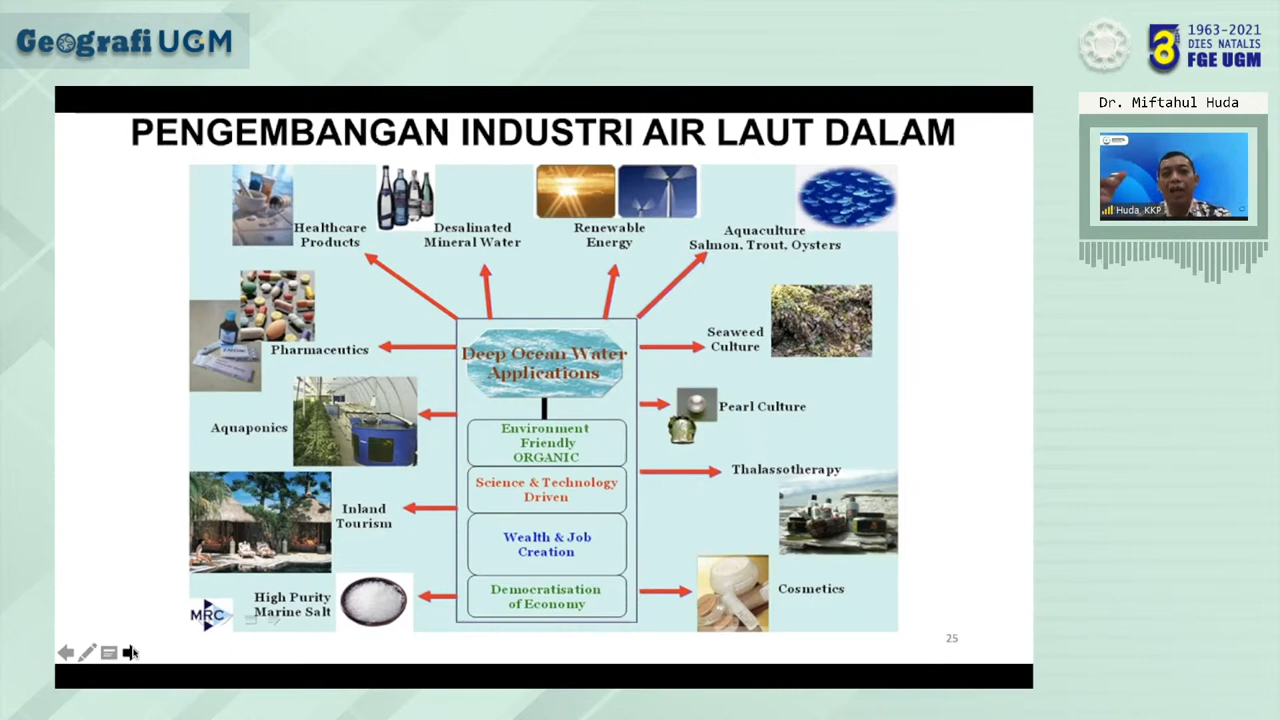 Geografi UGM
1963-2021
DIES NATALIS
FGE UGM
Dr. Miftahul Huda
Huda, KKP
PENGEMBANGAN INDUSTRI AIR LAUT DALAM
Healthcare
Products
Desalinated
Mineral Water
Renewable
Energy
Aquaculture
Salmon, Trout, Oysters
Pharmaceutics
Seaweed
Culture
Deep Ocean Water
Applications
Aquaponics
Pearl Culture
Environment
Friendly
ORGANIC
Science & Technology
Driven
Thalassotherapy
Inland
Tourism
Wealth & Job
Creation
High Purity
Marine Salt
Democratisation
of Economy
Cosmetics
MRC
25